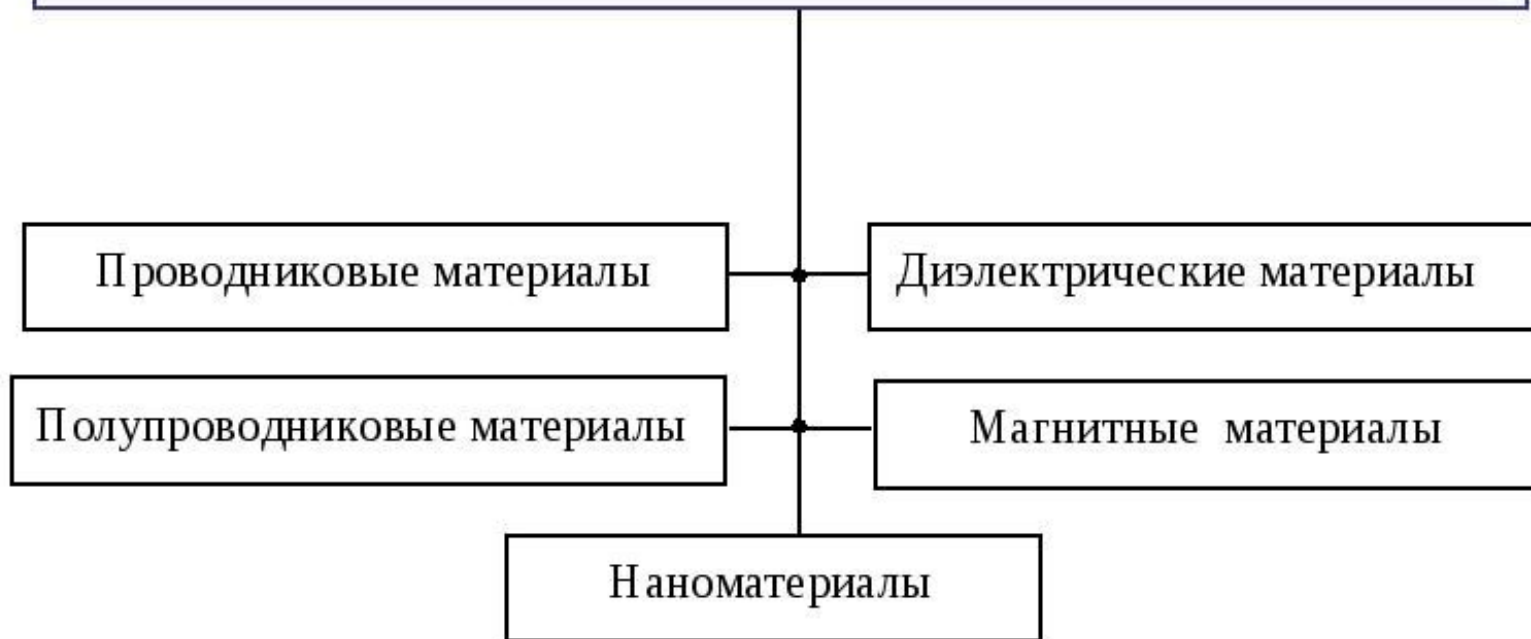 Проводниковые материалы
Диэлектрические материалы
Полупроводниковые материалы
Магнитные материалы
Наноматериалы